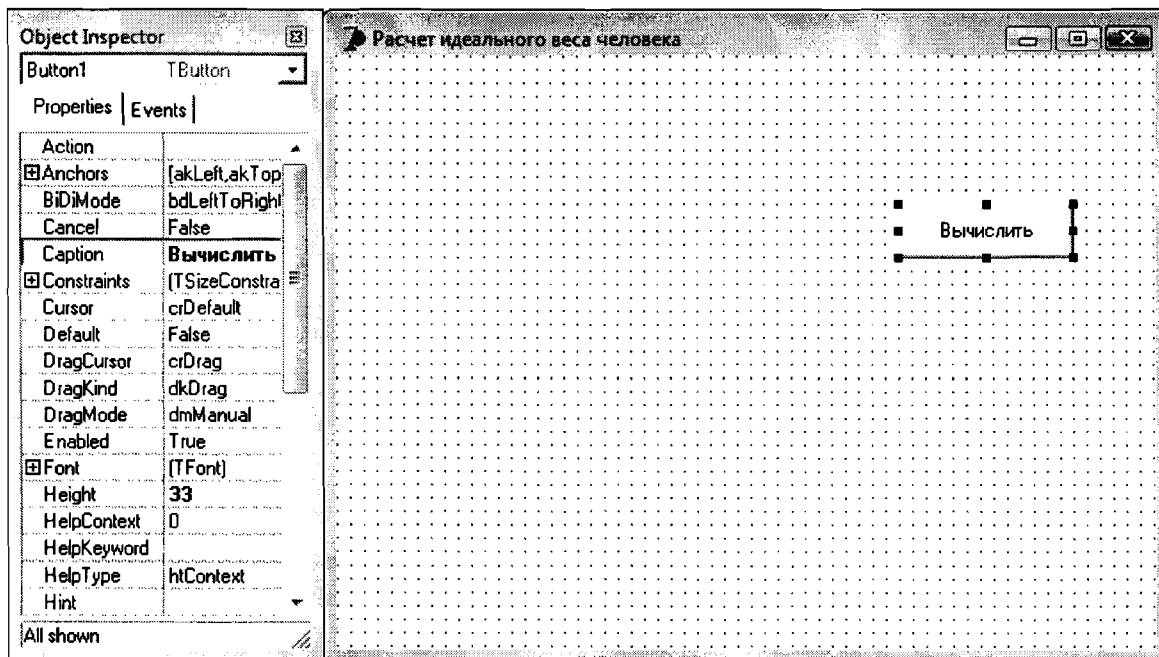 Object Inspector
Button1 TButton
Properties Events
Action
Anchors [akLeft,akTop
BiDiMode bdLeftToRight
Cancel False
Caption Вычислить
Constraints (TSizeConstra
Cursor crDefault
Default False
DragCursor crDrag
DragKind dkDrag
DragMode dmManual
Enabled True
Font (TFont)
Height 33
HelpContext 0
HelpKeyword
HelpType htContext
Hint
All shown
Расчет идеального веса человека
Вычислить